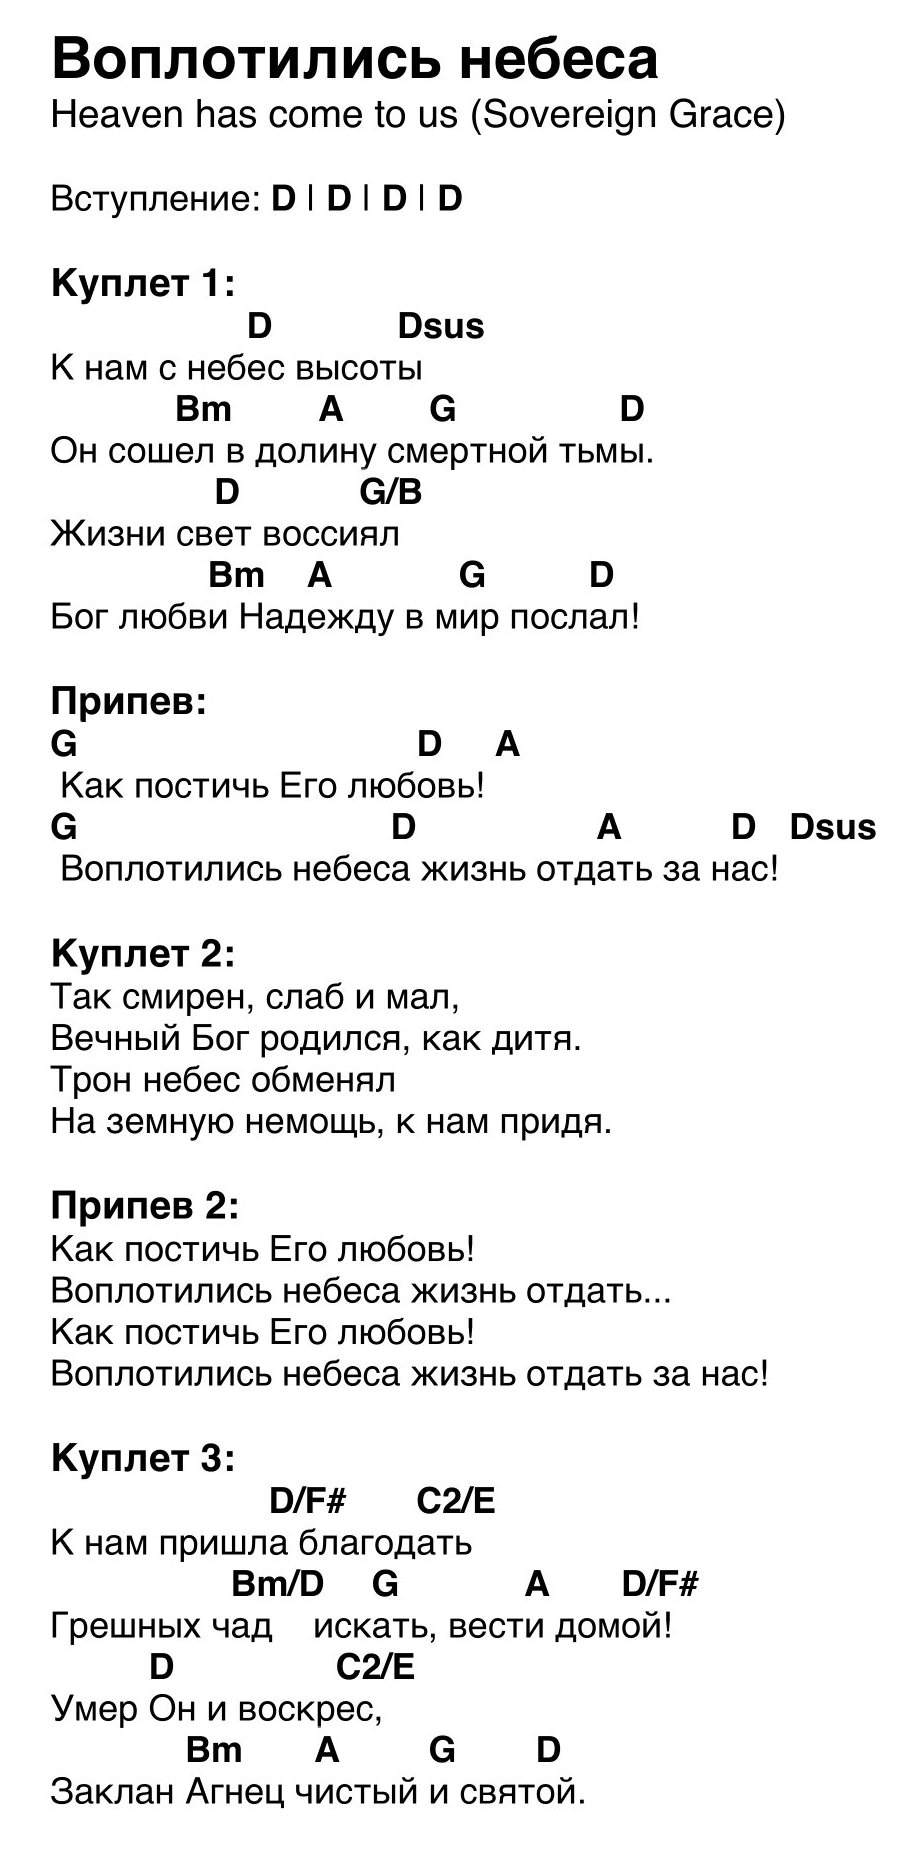 Воплотились небеса
Heaven has come to us (Sovereign Grace)
Вступление: D | D | D | D
Куплет 1:
D Dsus
К нам с небес высоты
Bm A G D
Он сошел в долину смертной тьмы.
D G/B
Жизни свет воссиял
Bm A G D
Бог любви Надежду в мир послал!
Припев:
G D A
Как постичь Его любовь!
G D A D Dsus
Воплотились небеса жизнь отдать за нас!
Куплет 2:
Так смирен, слаб и мал,
Вечный Бог родился, как дитя.
Трон небес обменял
На земную немощь, к нам придя.
Припев 2:
Как постичь Его любовь!
Воплотились небеса жизнь отдать...
Как постичь Его любовь!
Воплотились небеса жизнь отдать за нас!
Куплет 3:
D/F# C2/E
К нам пришла благодать
Bm/D G A D/F#
Грешных чад искать, вести домой!
D C2/E
Умер Он и воскрес,
Bm A G D
Заклан Агнец чистый и святой.